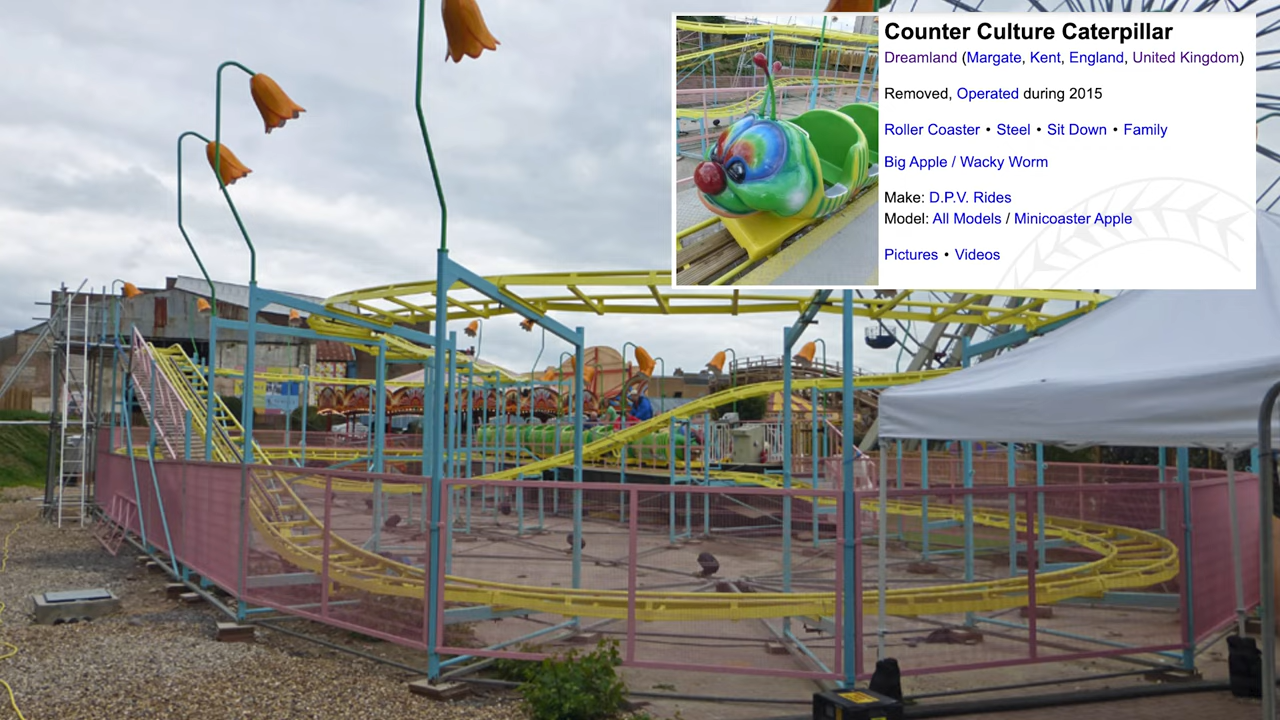 Counter Culture Caterpillar
Dreamland (Margate, Kent, England, United Kingdom)
Removed, Operated during 2015
Roller Coaster • Steel • Sit Down • Family
Big Apple / Wacky Worm
Make: D.P.V. Rides
Model: All Models / Minicoaster Apple
Pictures • Videos